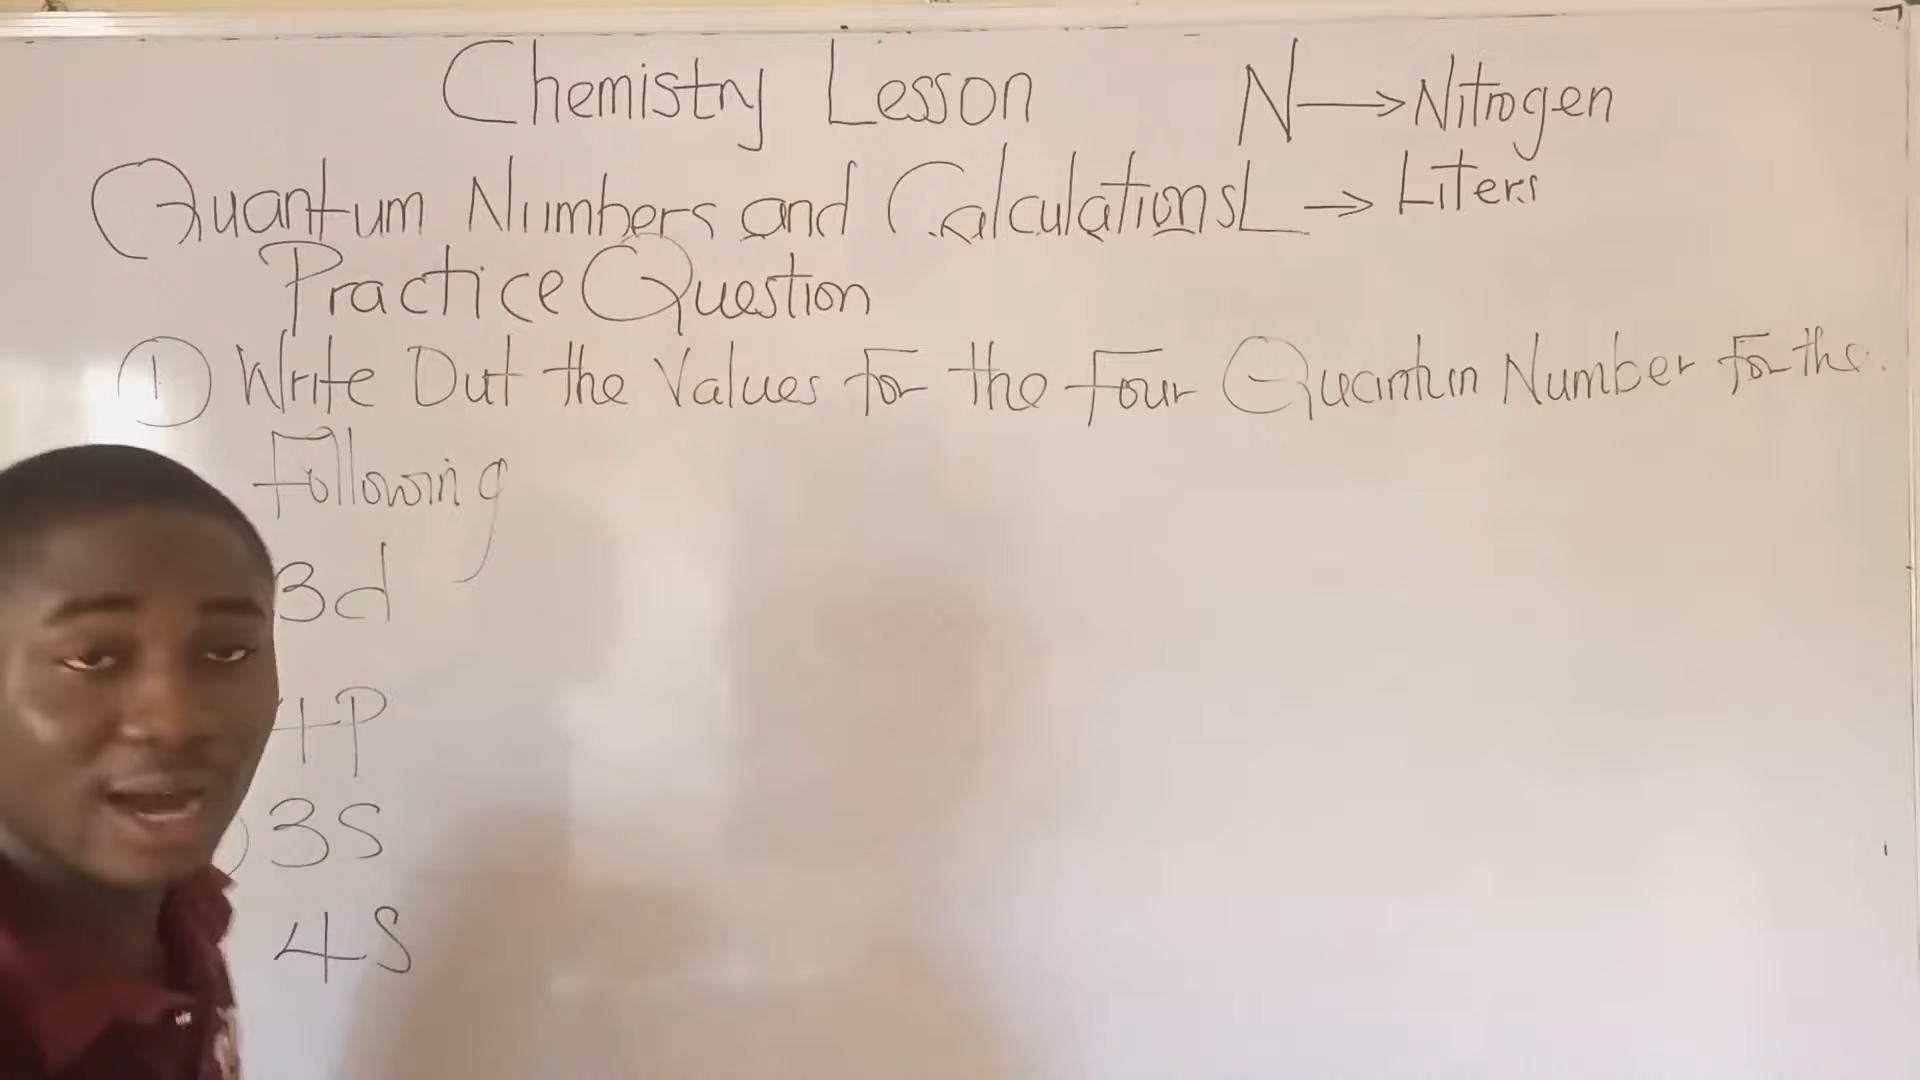 Chemistry Lesson
N → Nitrogen
Quantum Numbers and Calculations
L → Liters
Practice Question
1 Write Out the Values for the Four Quantum Number for the
Following
3d
4P
3S
4S